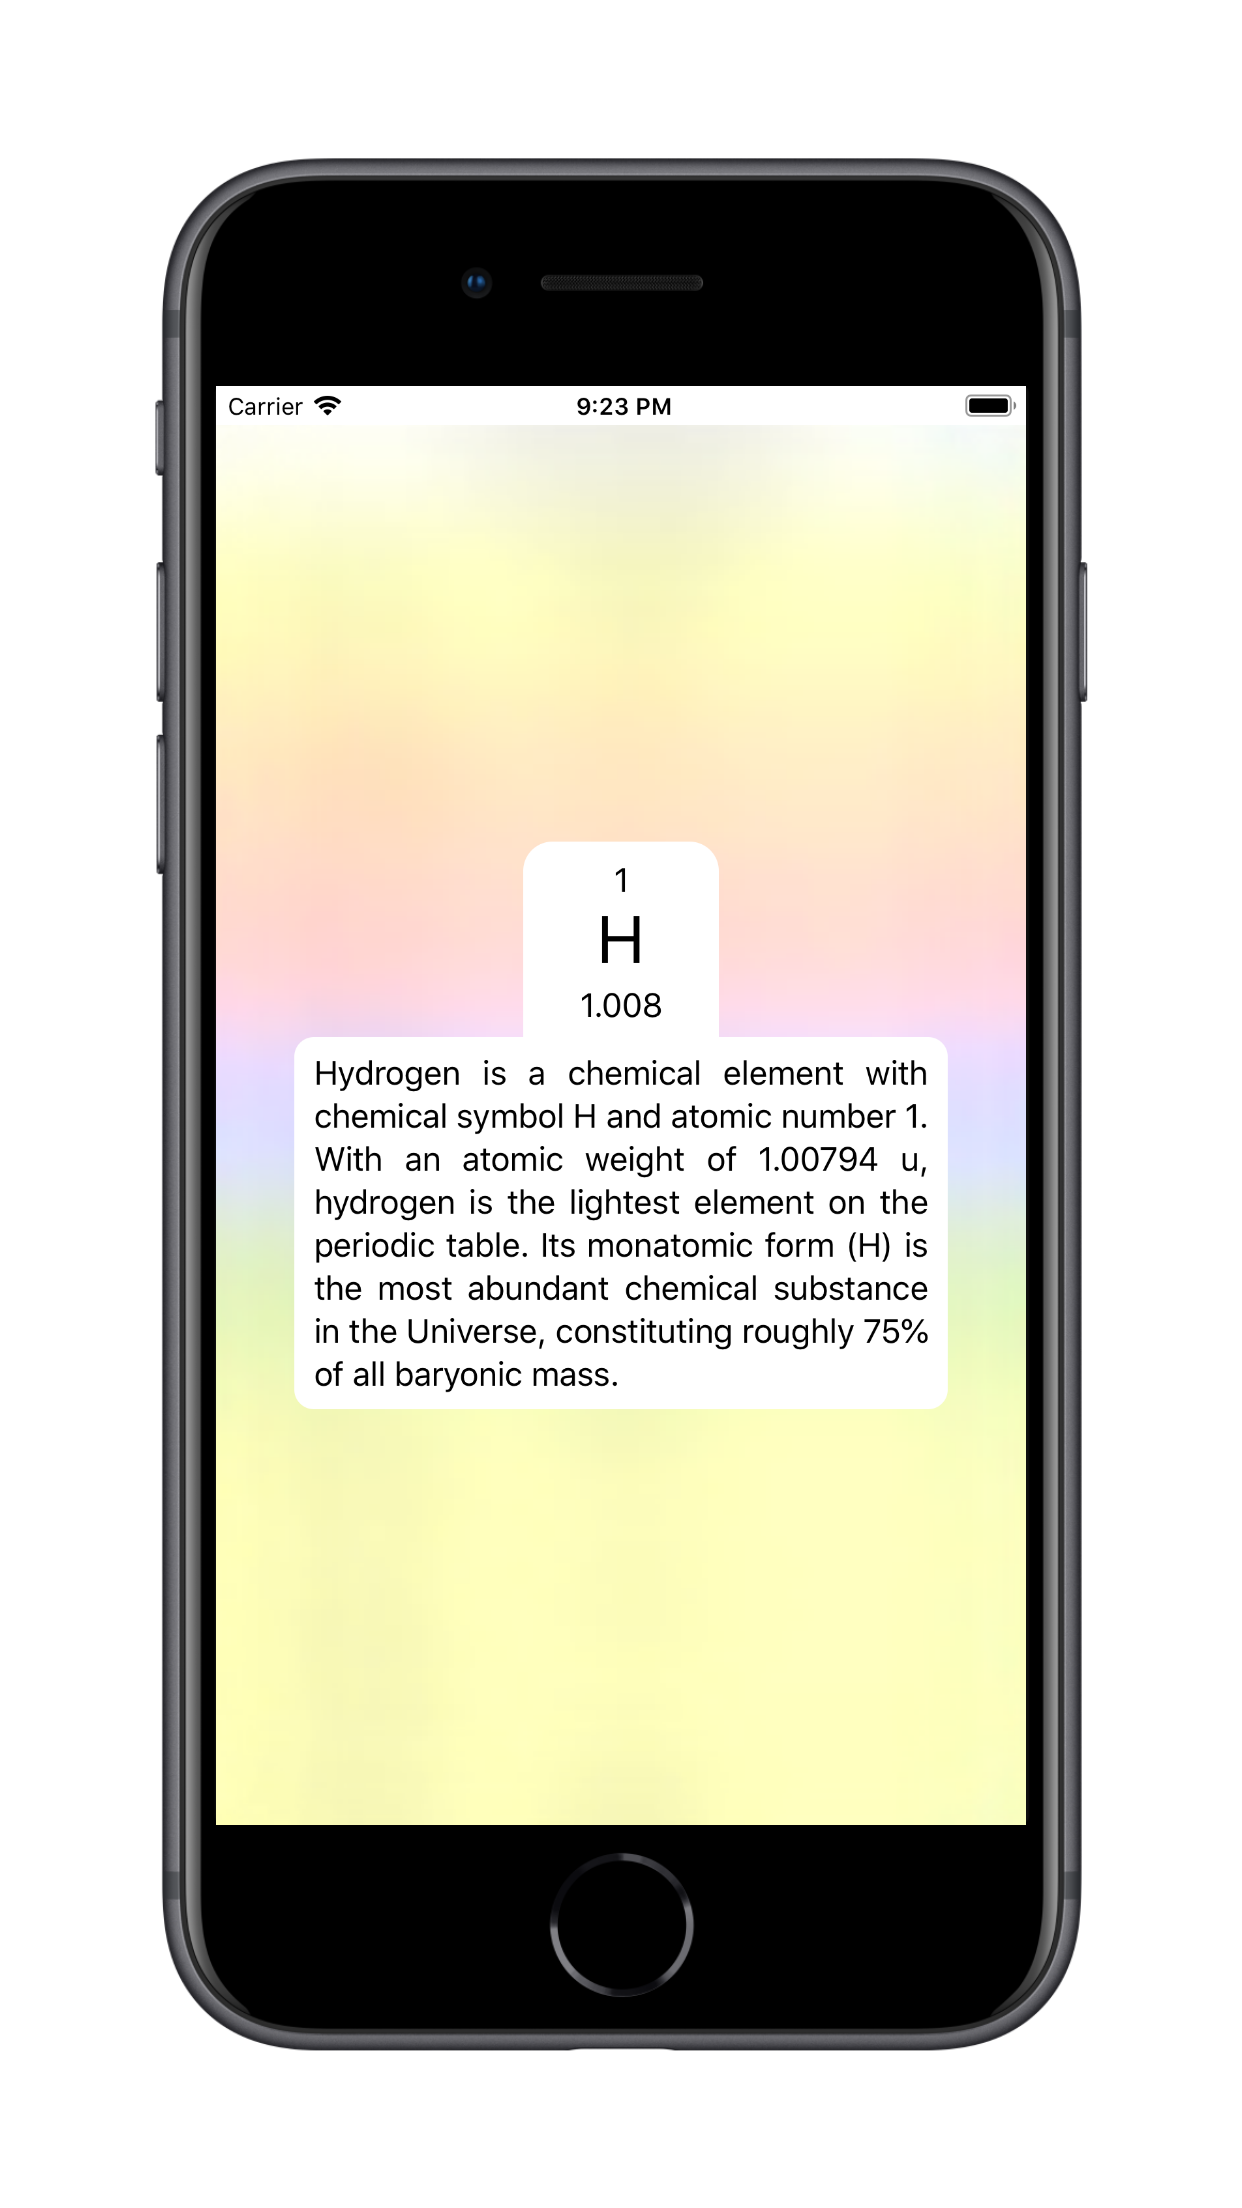 Carrier 9:23 PM
1
H
1.008
Hydrogen is a chemical element with
chemical symbol H and atomic number 1.
With an atomic weight of 1.00794 u,
hydrogen is the lightest element on the
periodic table. Its monatomic form (H) is
the most abundant chemical substance
in the Universe, constituting roughly 75%
of all baryonic mass.